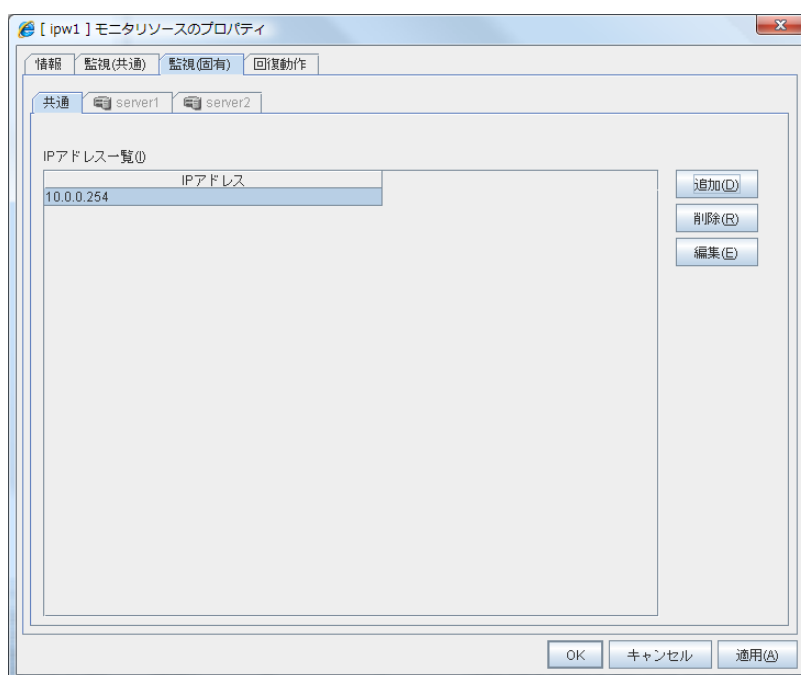 [ ipw1 ] モニタリソースのプロパティ
情報 監視(共通) 監視(固有) 回復動作
共通 server1 server2
IPアドレス一覧(I)
IPアドレス
10.0.0.254
追加(D)
削除(R)
編集(E)
OK キャンセル 適用(A)